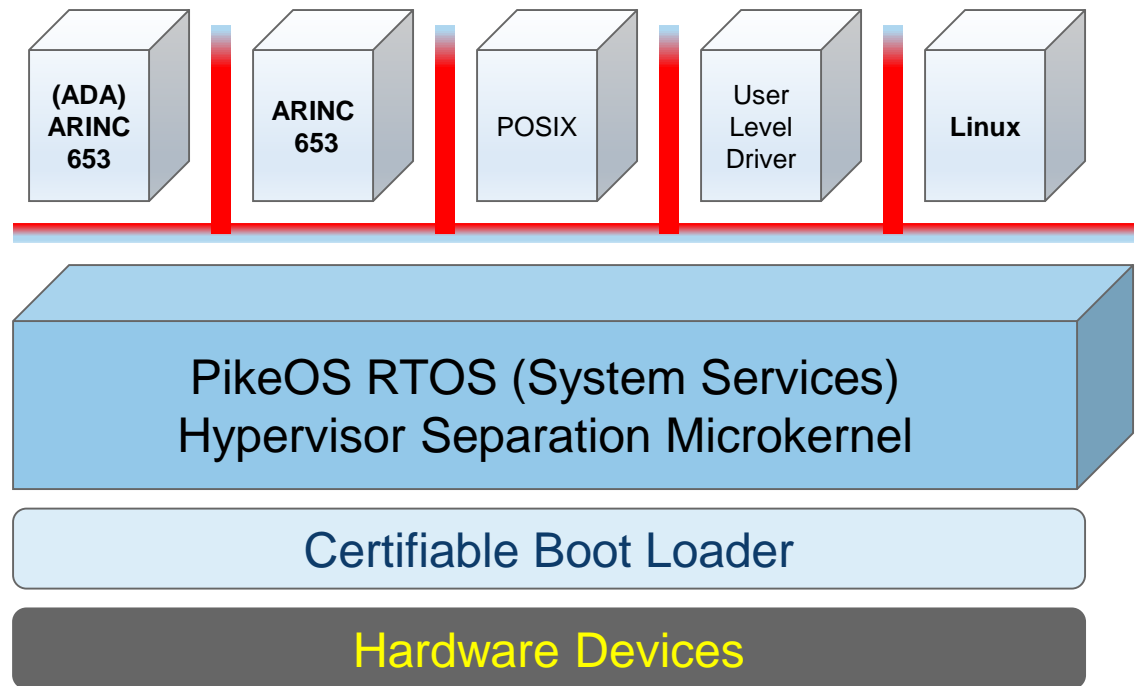 (ADA)
ARINC
653
ARINC
653
POSIX
User
Level
Driver
Linux
PikeOS RTOS (System Services)
Hypervisor Separation Microkernel
Certifiable Boot Loader
Hardware Devices